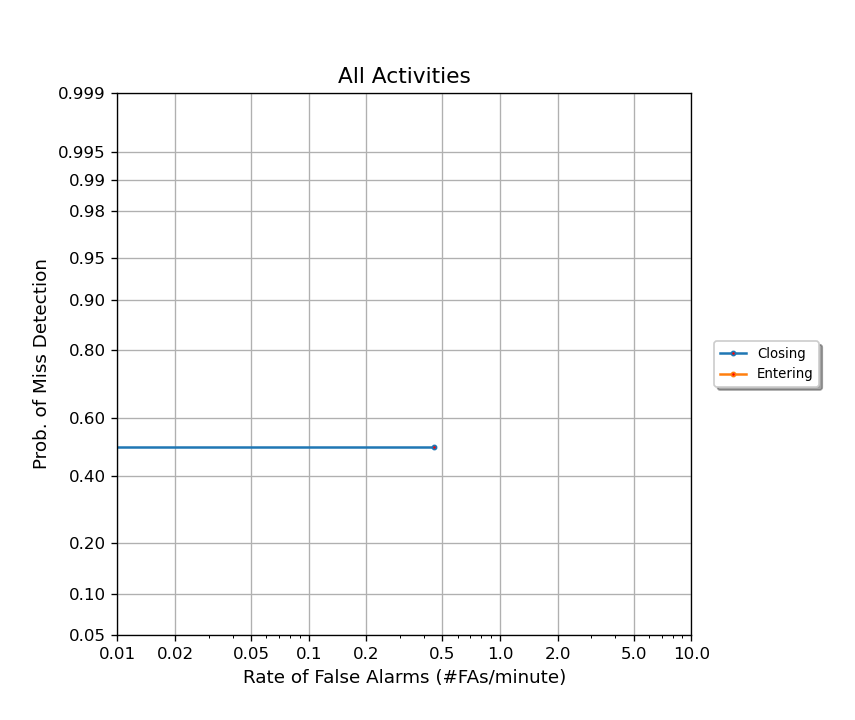 All Activities
0.999
0.995
0.99
0.98
0.95
0.90
0.80
0.60
0.40
0.20
0.10
0.05
Prob. of Miss Detection
0.01 0.02 0.05 0.1 0.2 0.5 1.0 2.0 5.0 10.0
Rate of False Alarms (#FAs/minute)
Closing
Entering